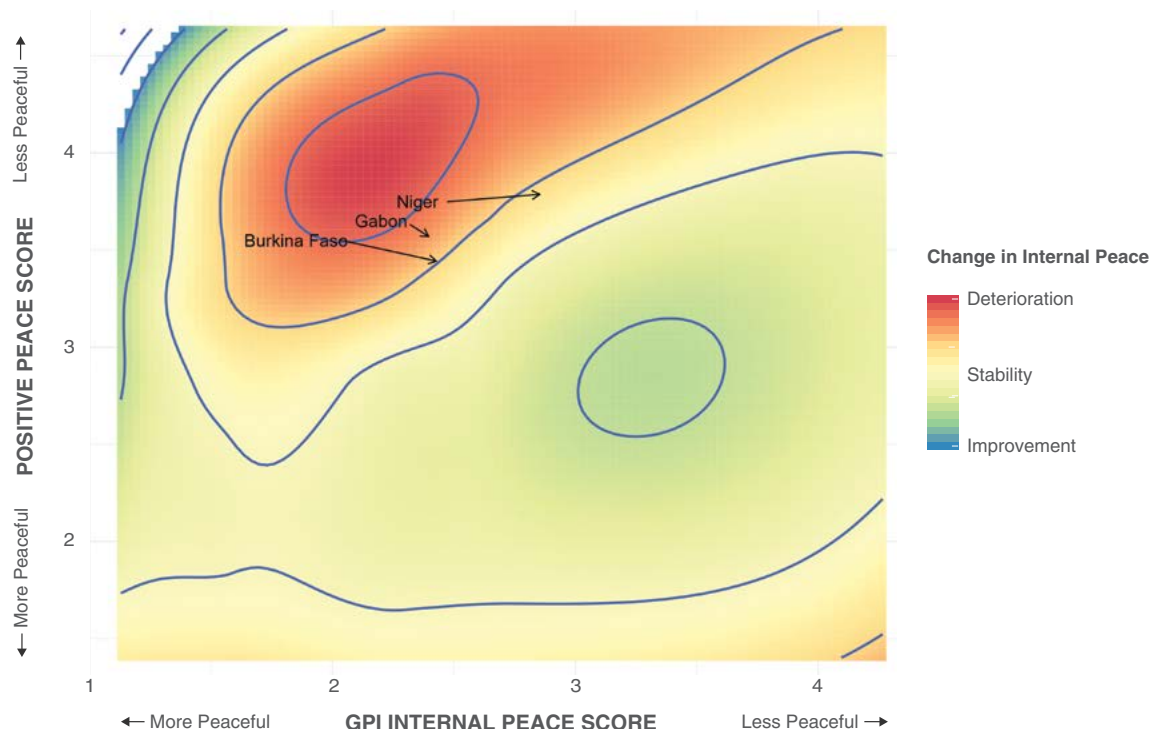 Less Peaceful
POSITIVE PEACE SCORE
More Peaceful
4
3
2
Niger
Gabon
Burkina Faso
1
2
3
4
More Peaceful
GPI INTERNAL PEACE SCORE
Less Peaceful
Change in Internal Peace
Deterioration
Stability
Improvement